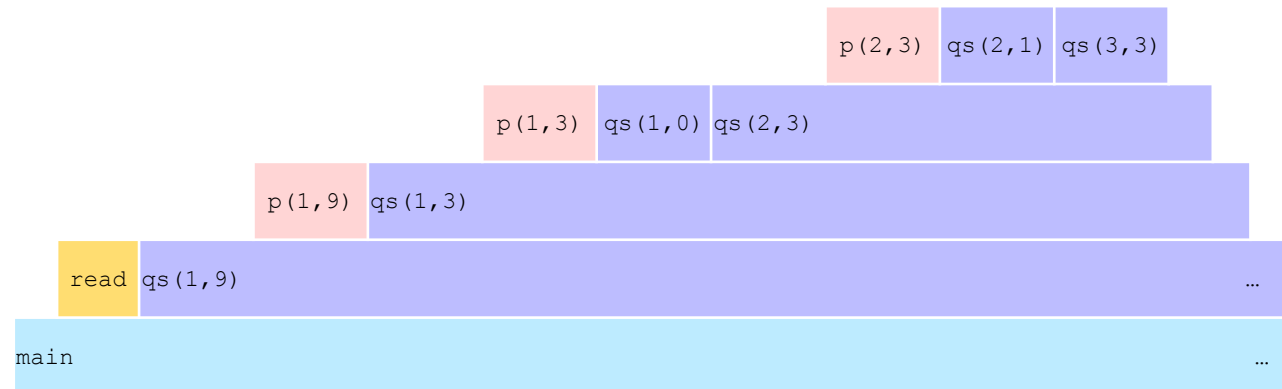 p(2,3) qs(2,1) qs(3,3)
p(1,3) qs(1,0) qs(2,3)
p(1,9) qs(1,3)
read qs(1,9) …
main …